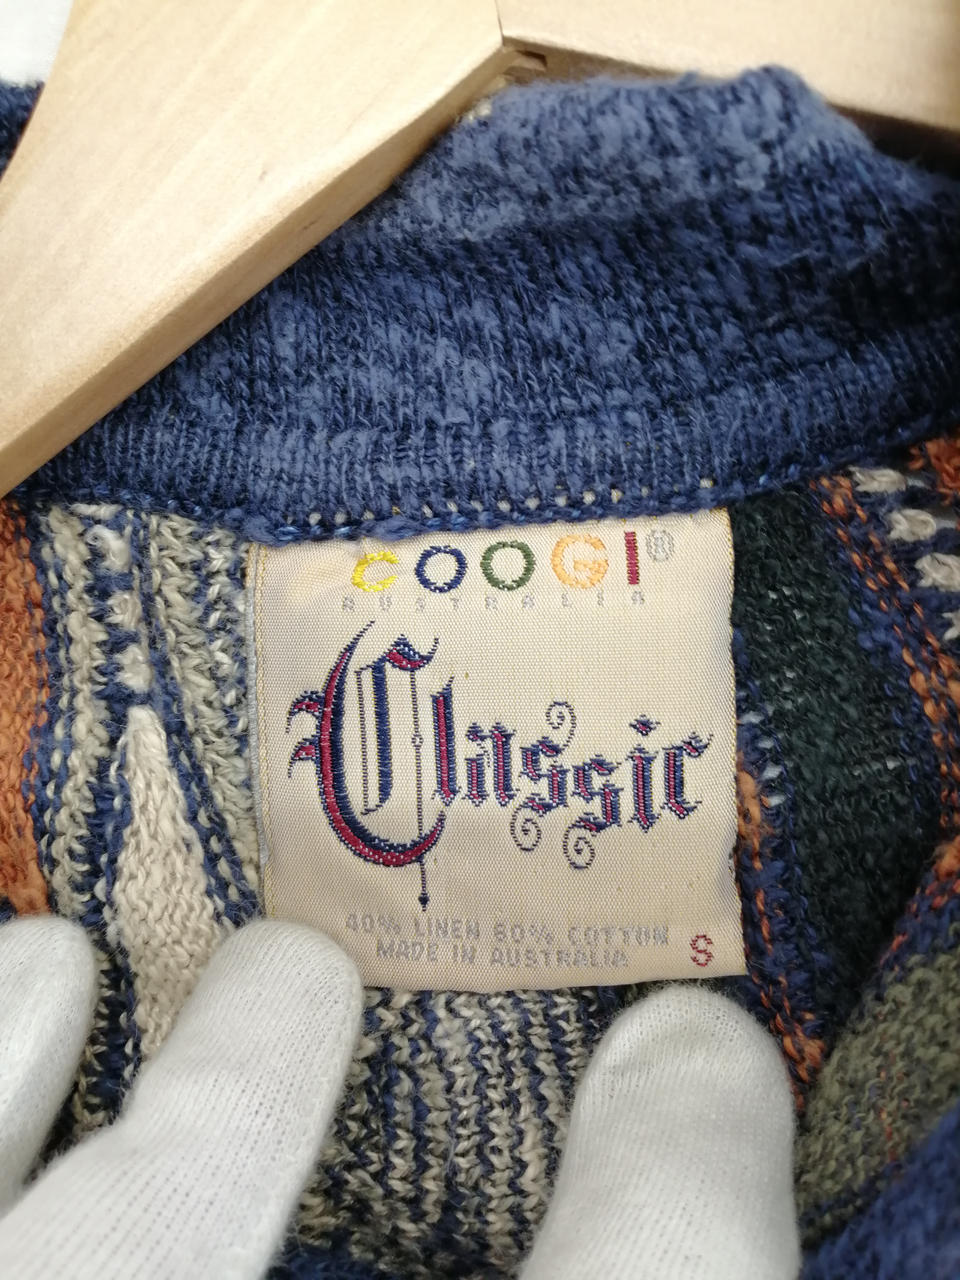 COOGI®
AUSTRALIA
Classic
40% LINEN 60% COTTON
MADE IN AUSTRALIA
S